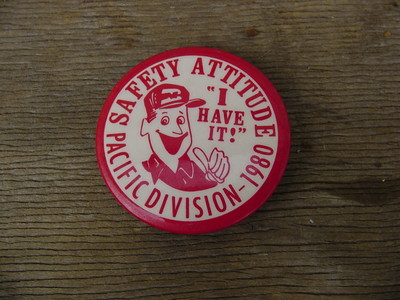 SAFETY ATTITUDE
"I
HAVE
IT!"
PACIFIC DIVISION-1980